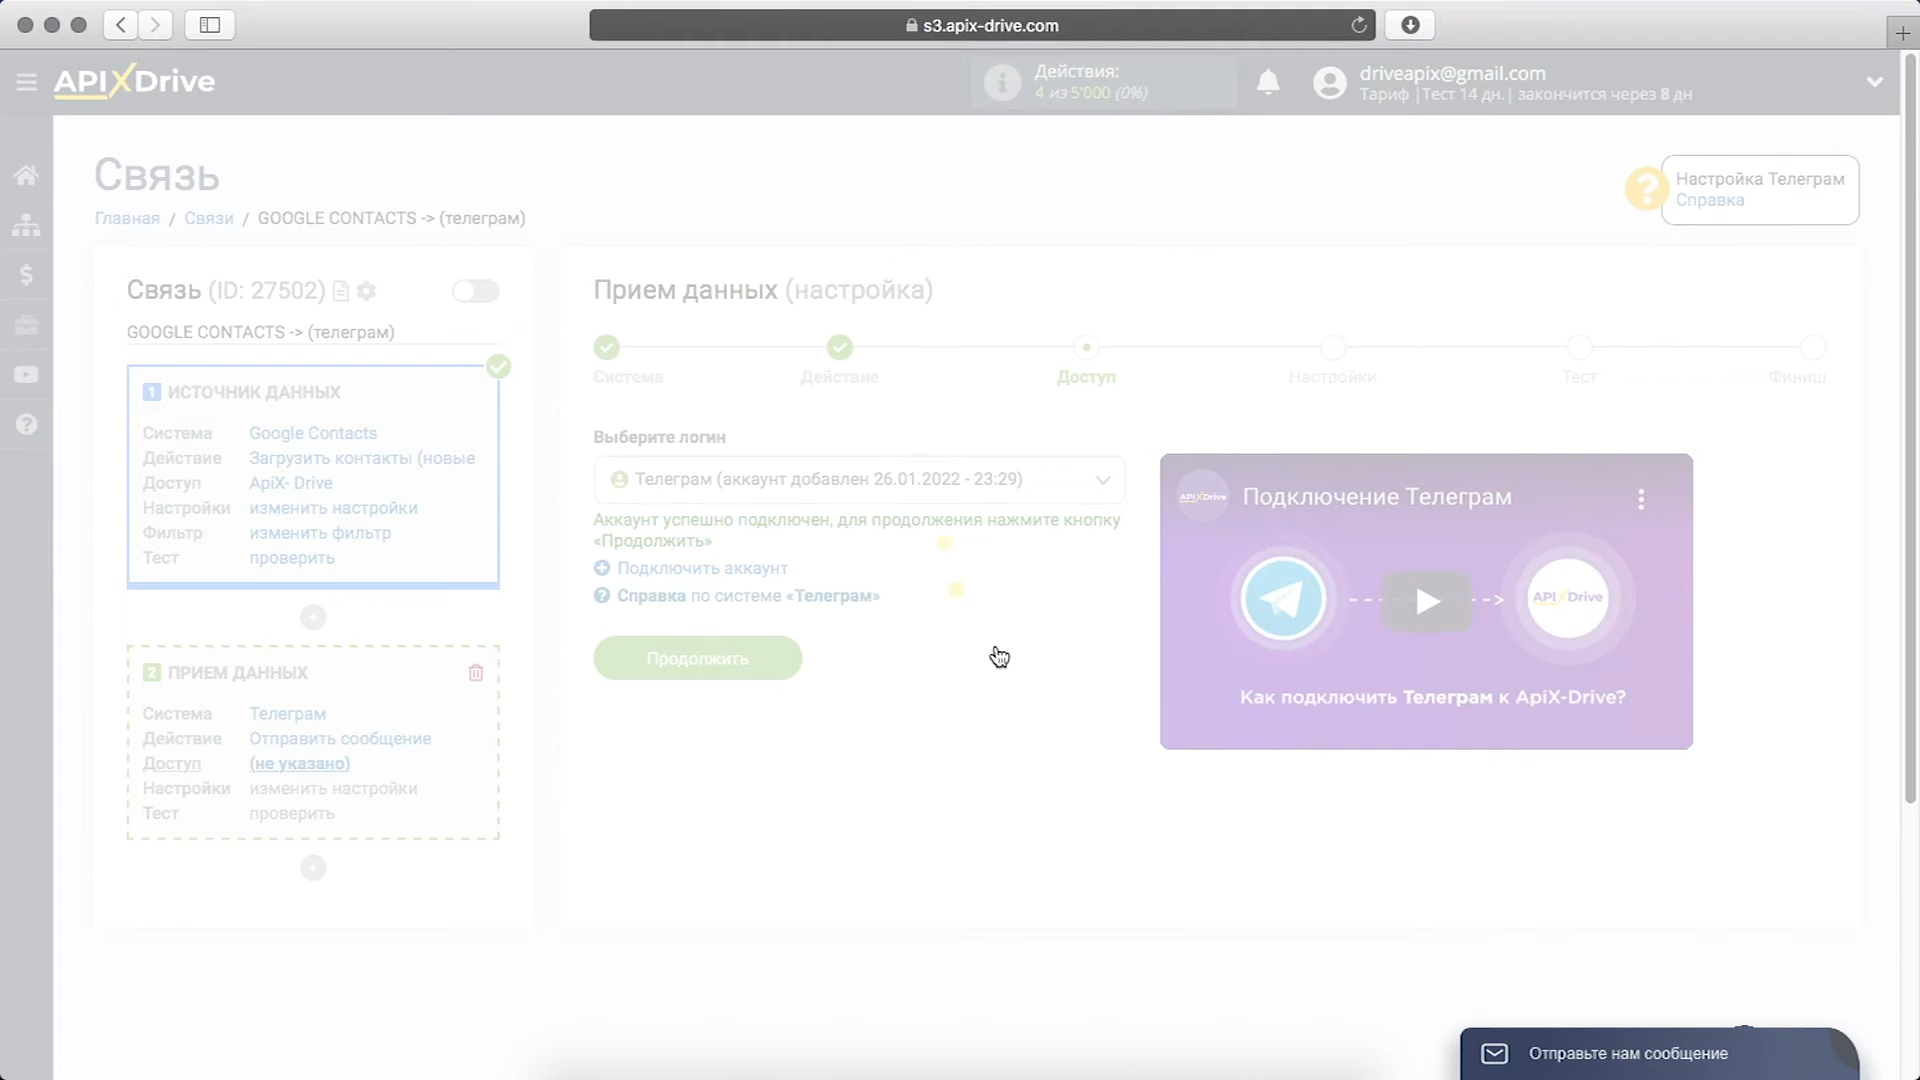 s3.apix-drive.com
APIXDrive
Действия:
4 из 5'000 (0%)
driveapix@gmail.com
Тариф |Тест 14 дн.| закончится через 8 дн
Связь
Главная / Связи / GOOGLE CONTACTS -> (телеграм)
Настройка Телеграм
Справка
Связь (ID: 27502)
GOOGLE CONTACTS -> (телеграм)
1 ИСТОЧНИК ДАННЫХ
Система Google Contacts
Действие Загрузить контакты (новые
Доступ ApiX- Drive
Настройки изменить настройки
Фильтр изменить фильтр
Тест проверить
2 ПРИЕМ ДАННЫХ
Система Телеграм
Действие Отправить сообщение
Доступ (не указано)
Настройки изменить настройки
Тест проверить
Прием данных (настройка)
Система Действие Доступ Настройки Тест Финиш
Выберите логин
Телеграм (аккаунт добавлен 26.01.2022 - 23:29)
Аккаунт успешно подключен, для продолжения нажмите кнопку
«Продолжить»
Подключить аккаунт
Справка по системе «Телеграм»
Продолжить
APIXDrive
Подключение Телеграм
APIXDrive
Как подключить Телеграм к ApiX-Drive?
Отправьте нам сообщение